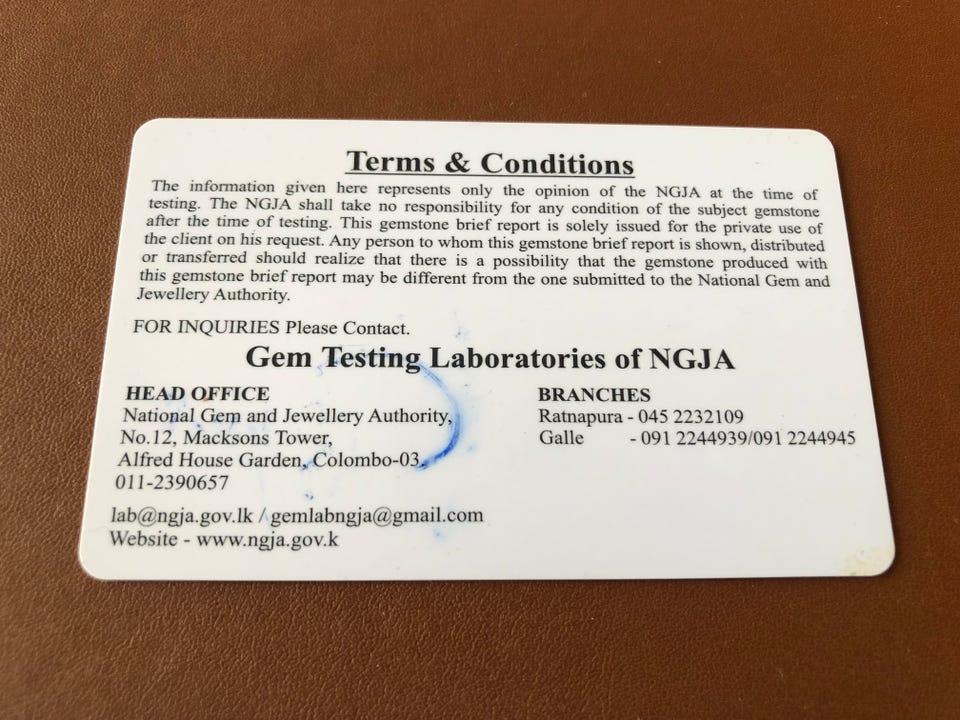 Terms & Conditions
The information given here represents only the opinion of the NGJA at the time of
testing. The NGJA shall take no responsibility for any condition of the subject gemstone
after the time of testing. This gemstone brief report is solely issued for the private use of
the client on his request. Any person to whom this gemstone brief report is shown, distributed
or transferred should realize that there is a possibility that the gemstone produced with
this gemstone brief report may be different from the one submitted to the National Gem and
Jewellery Authority.
FOR INQUIRIES Please Contact.
Gem Testing Laboratories of NGJA
HEAD OFFICE
National Gem and Jewellery Authority,
No.12, Macksons Tower,
Alfred House Garden, Colombo-03.
011-2390657
lab@ngja.gov.lk / gemlabngja@gmail.com
Website - www.ngja.gov.k
BRANCHES
Ratnapura - 045 2232109
Galle - 091 2244939/091 2244945